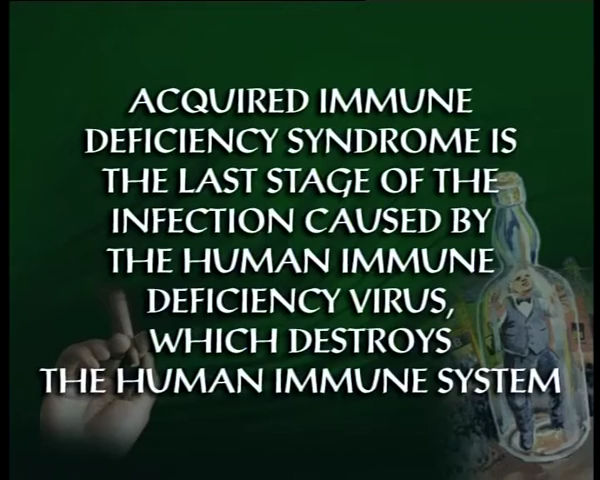 ACQUIRED IMMUNE
DEFICIENCY SYNDROME IS
THE LAST STAGE OF THE
INFECTION CAUSED BY
THE HUMAN IMMUNE
DEFICIENCY VIRUS,
WHICH DESTROYS
THE HUMAN IMMUNE SYSTEM